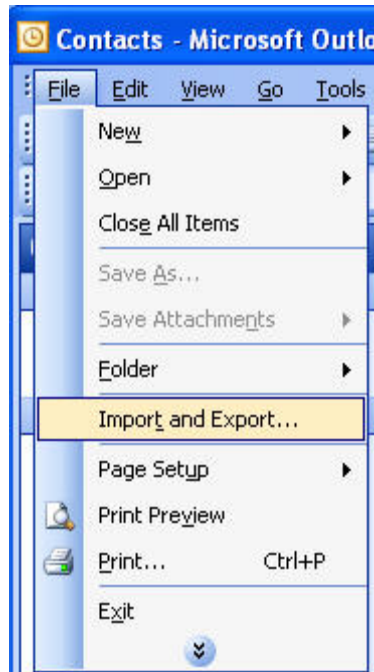 Contacts - Microsoft Outlo
File Edit View Go Tools
New
Open
Close All Items
Save As...
Save Attachments
Folder
Import and Export...
Page Setup
Print Preview
Print... Ctrl+P
Exit